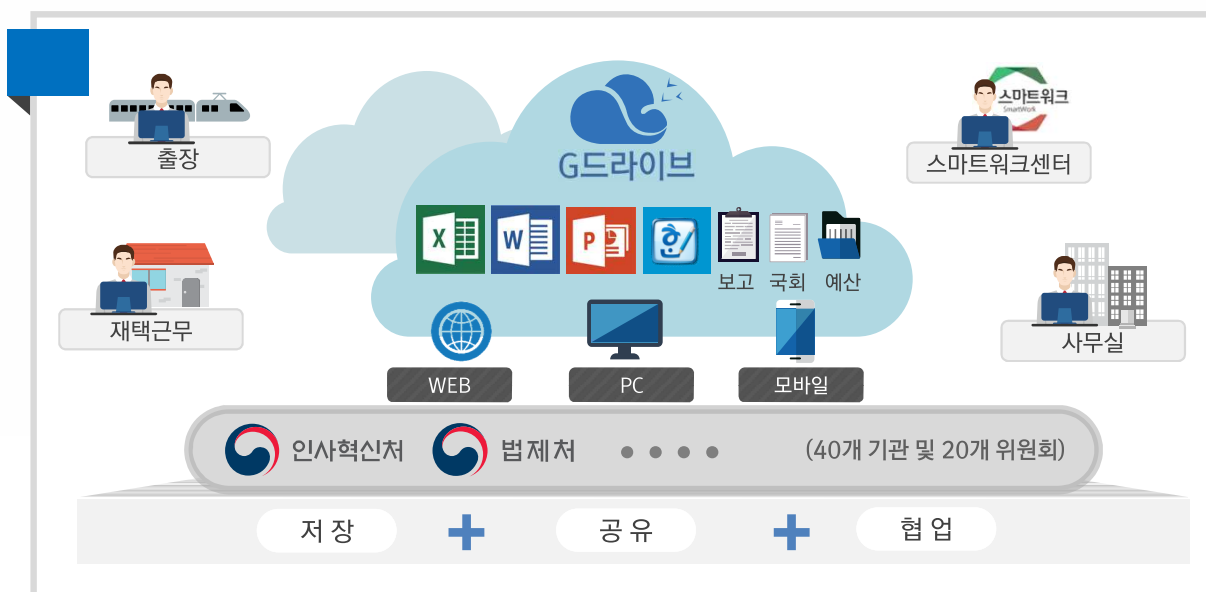 출장
스마트워크
SmartWork
스마트워크센터
G드라이브
X
W
P
한
보고 국회 예산
재택근무
사무실
WEB PC 모바일
인사혁신처 법제처 (40개 기관 및 20개 위원회)
저장 + 공유 + 협업